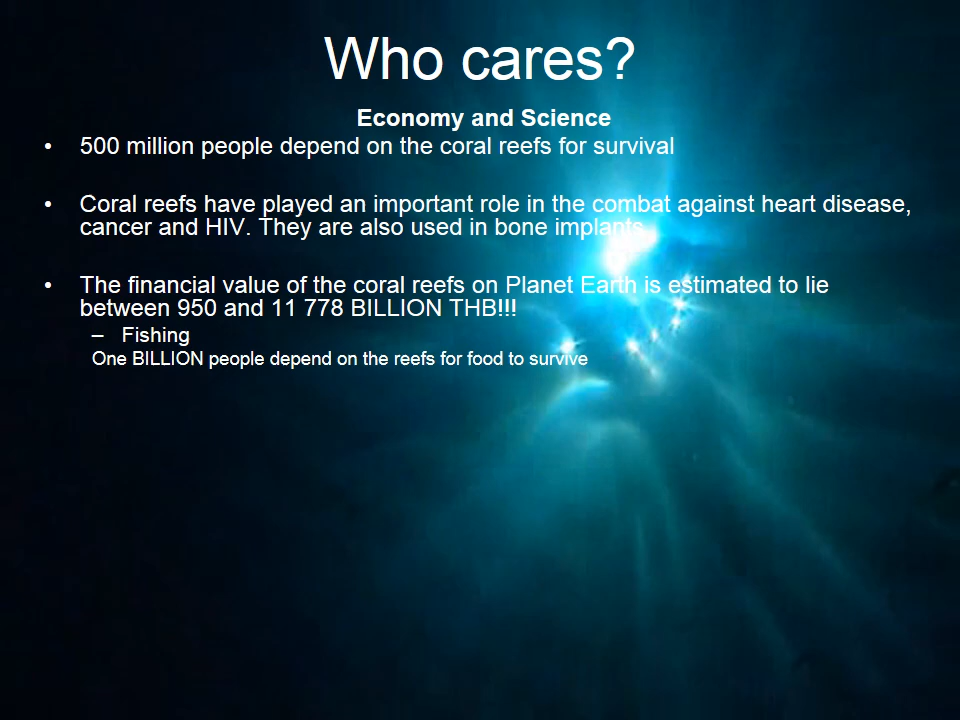 Who cares?
Economy and Science
• 500 million people depend on the coral reefs for survival
• Coral reefs have played an important role in the combat against heart disease,
cancer and HIV. They are also used in bone implants.
• The financial value of the coral reefs on Planet Earth is estimated to lie
between 950 and 11 778 BILLION THB!!!
– Fishing
One BILLION people depend on the reefs for food to survive